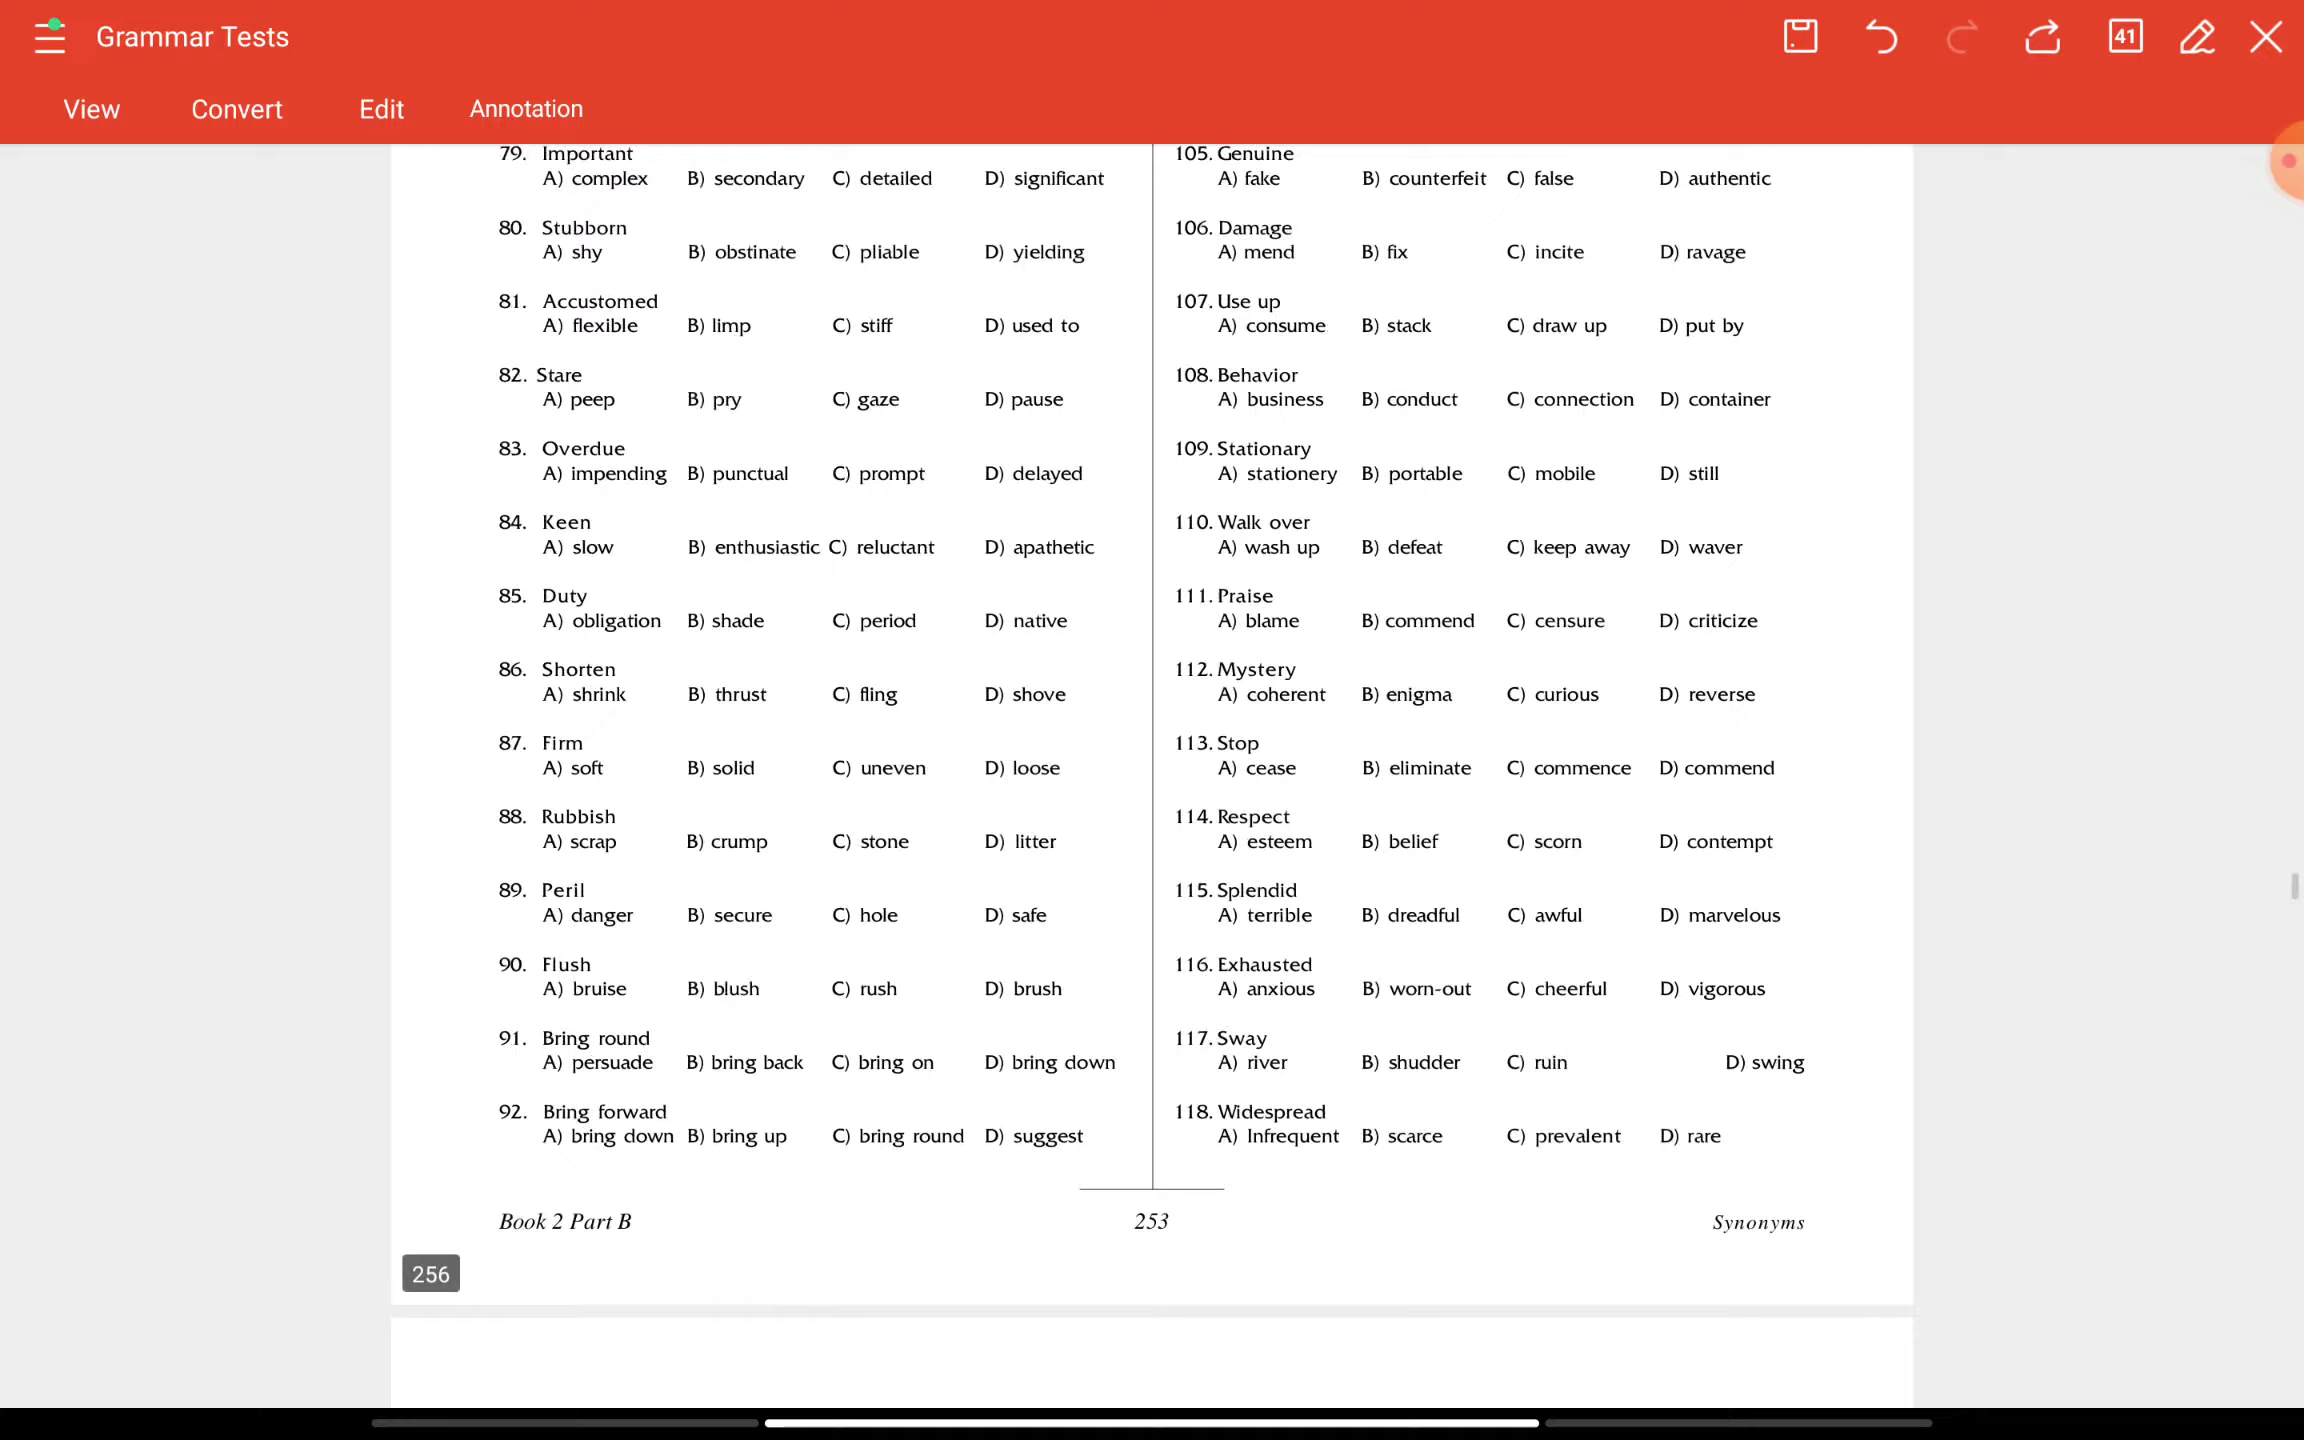 Grammar Tests
41
View Convert Edit Annotation
79. Important
A) complex B) secondary C) detailed D) significant
80. Stubborn
A) shy B) obstinate C) pliable D) yielding
81. Accustomed
A) flexible B) limp C) stiff D) used to
82. Stare
A) peep B) pry C) gaze D) pause
83. Overdue
A) impending B) punctual C) prompt D) delayed
84. Keen
A) slow B) enthusiastic C) reluctant D) apathetic
85. Duty
A) obligation B) shade C) period D) native
86. Shorten
A) shrink B) thrust C) fling D) shove
87. Firm
A) soft B) solid C) uneven D) loose
88. Rubbish
A) scrap B) crump C) stone D) litter
89. Peril
A) danger B) secure C) hole D) safe
90. Flush
A) bruise B) blush C) rush D) brush
91. Bring round
A) persuade B) bring back C) bring on D) bring down
92. Bring forward
A) bring down B) bring up C) bring round D) suggest
105. Genuine
A) fake B) counterfeit C) false D) authentic
106. Damage
A) mend B) fix C) incite D) ravage
107. Use up
A) consume B) stack C) draw up D) put by
108. Behavior
A) business B) conduct C) connection D) container
109. Stationary
A) stationery B) portable C) mobile D) still
110. Walk over
A) wash up B) defeat C) keep away D) waver
111. Praise
A) blame B) commend C) censure D) criticize
112. Mystery
A) coherent B) enigma C) curious D) reverse
113. Stop
A) cease B) eliminate C) commence D) commend
114. Respect
A) esteem B) belief C) scorn D) contempt
115. Splendid
A) terrible B) dreadful C) awful D) marvelous
116. Exhausted
A) anxious B) worn-out C) cheerful D) vigorous
117. Sway
A) river B) shudder C) ruin D) swing
118. Widespread
A) Infrequent B) scarce C) prevalent D) rare
Book 2 Part B 253 Synonyms
256